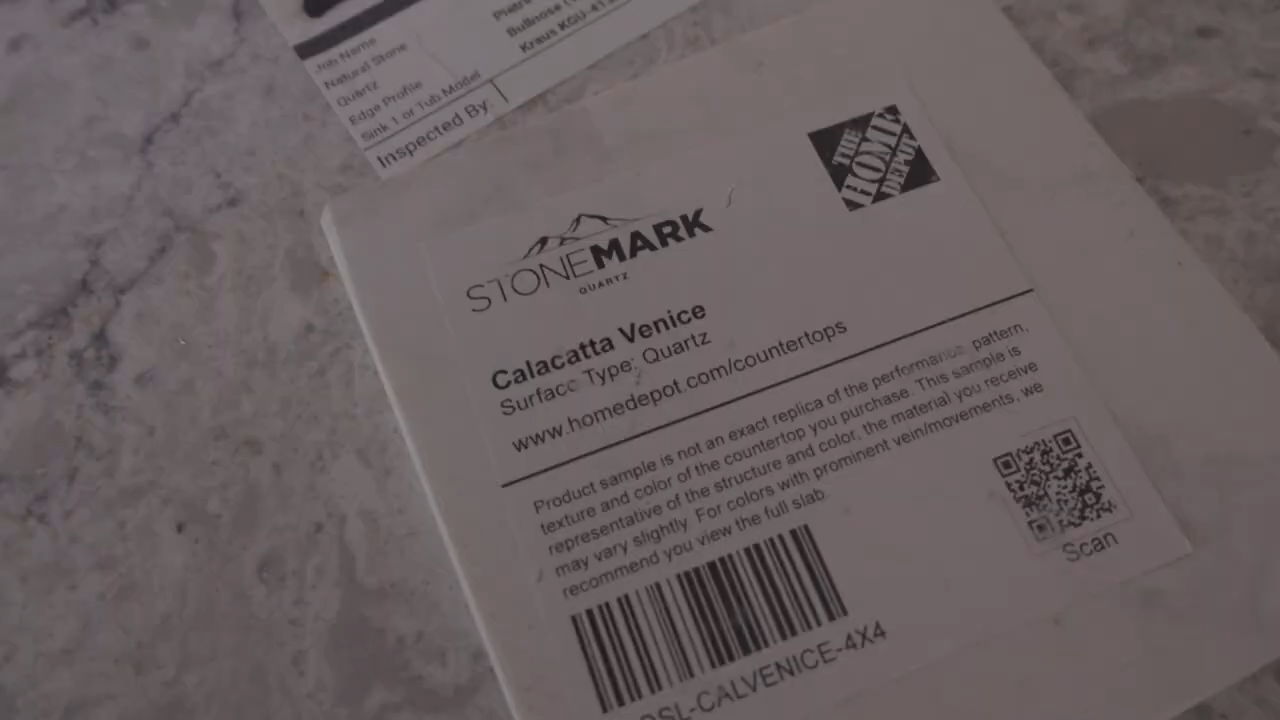 Job Name
Natural Stone
Quartz
Edge Profile
Sink 1 or Tub Model
Bullnose
Kraus
Inspected By:
THE
HOME
DEPOT
STONEMARK
QUARTZ
Calacatta Venice
Surface Type: Quartz
www.homedepot.com/countertops
Product sample is not an exact replica of the performance, pattern,
texture and color of the countertop you purchase. This sample is
representative of the structure and color, the material you receive
may vary slightly. For colors with prominent vein/movements, we
recommend you view the full slab.
Scan
SL-CALVENICE-4X4